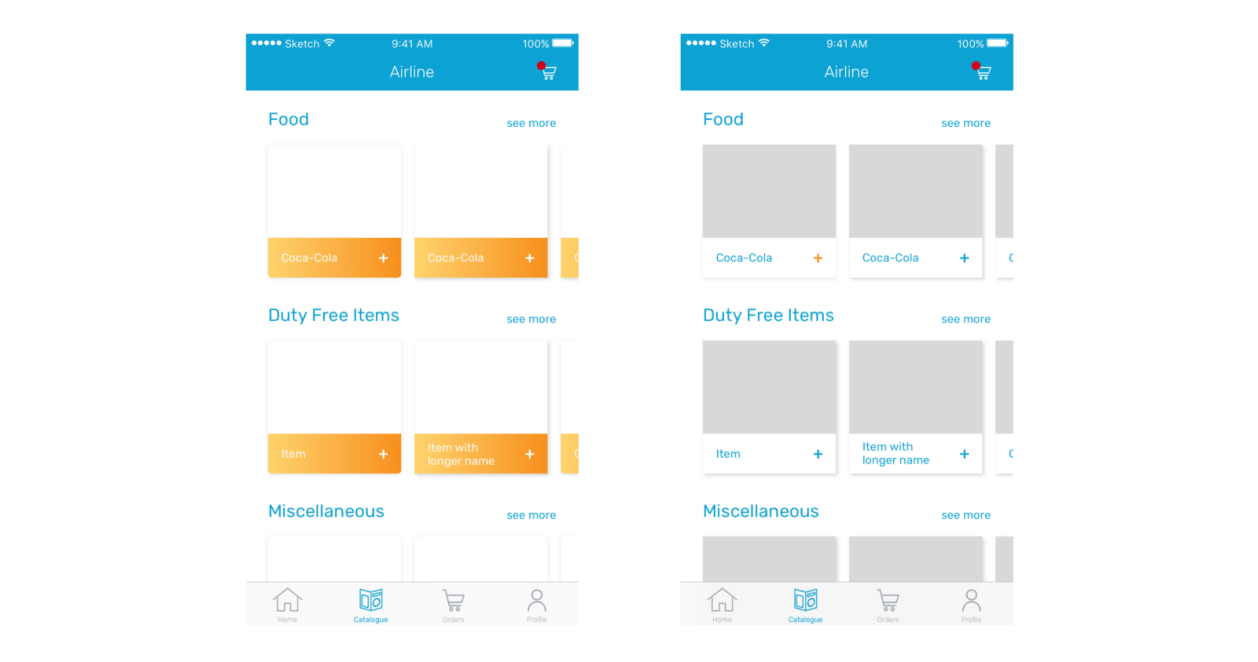 Sketch 9:41 AM 100%
Airline
Food see more
Coca-Cola + Coca-Cola +
Duty Free Items see more
Item + Item with
longer name +
Miscellaneous see more
Home Catalogue Orders Profile
Sketch 9:41 AM 100%
Airline
Food see more
Coca-Cola + Coca-Cola +
Duty Free Items see more
Item + Item with
longer name +
Miscellaneous see more
Home Catalogue Orders Profile